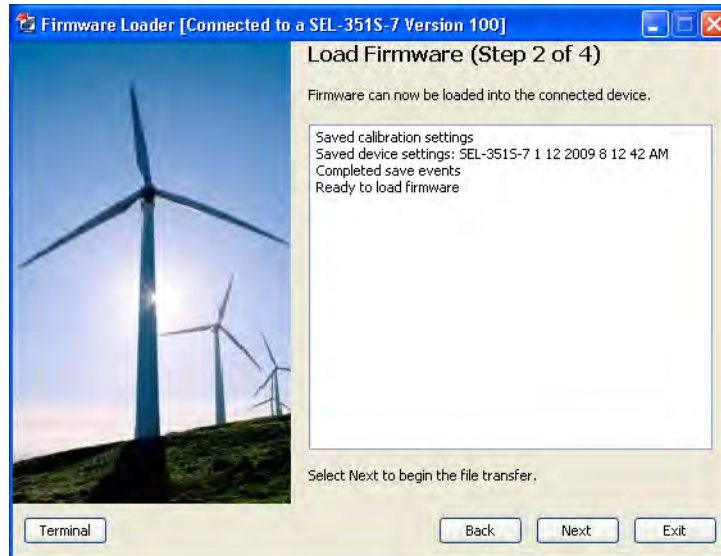 Firmware Loader [Connected to a SEL-351S-7 Version 100]
Load Firmware (Step 2 of 4)
Firmware can now be loaded into the connected device.
Saved calibration settings
Saved device settings: SEL-351S-7 1 12 2009 8 12 42 AM
Completed save events
Ready to load firmware
Select Next to begin the file transfer.
Terminal
Back
Next
Exit